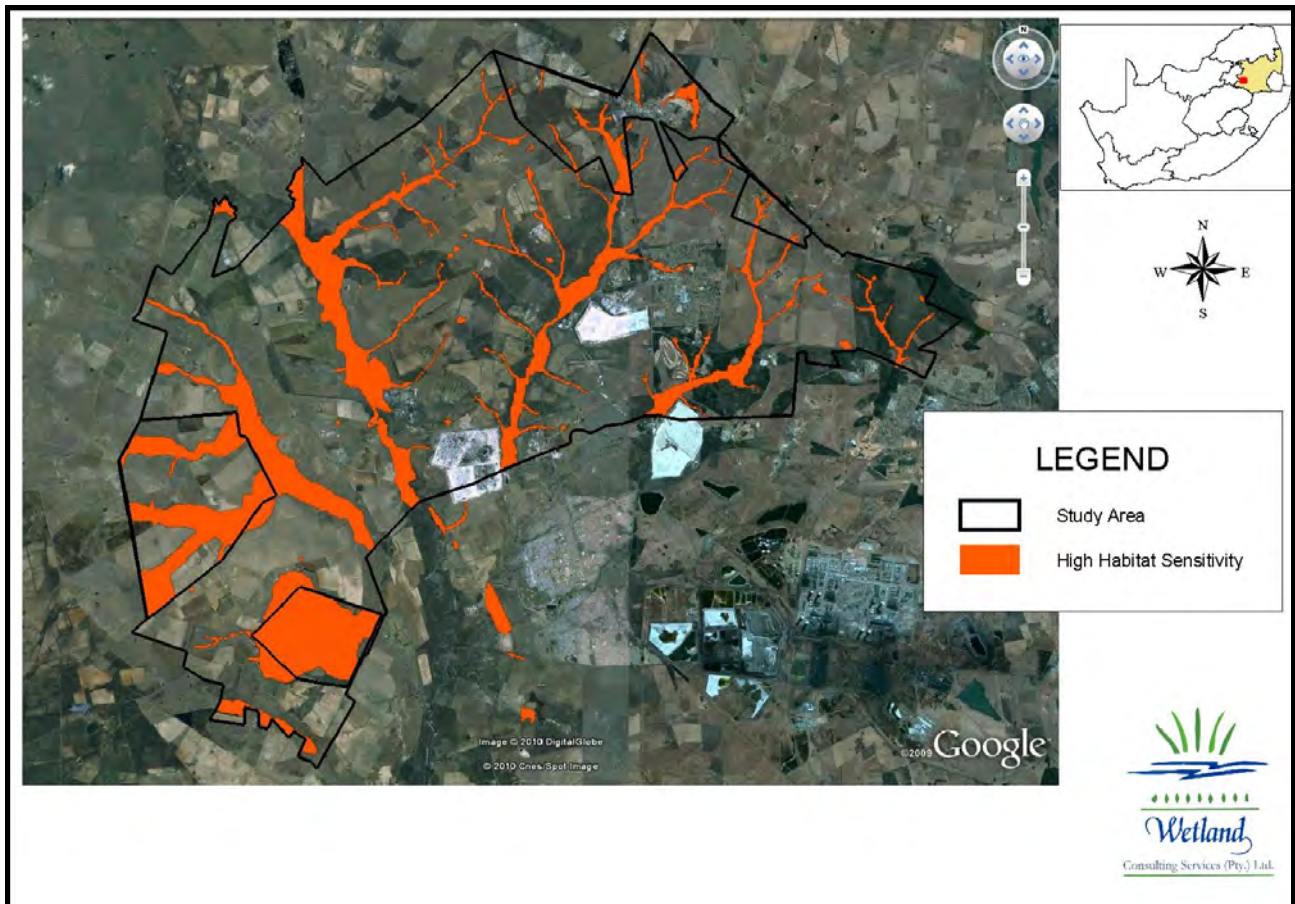 N
N
W E
S
LEGEND
Study Area
High Habitat Sensitivity
Image © 2010 DigitalGlobe
© 2010 Cnes/Spot Image
©2009 Google
Wetland
Consulting Services (Pty.) Ltd.